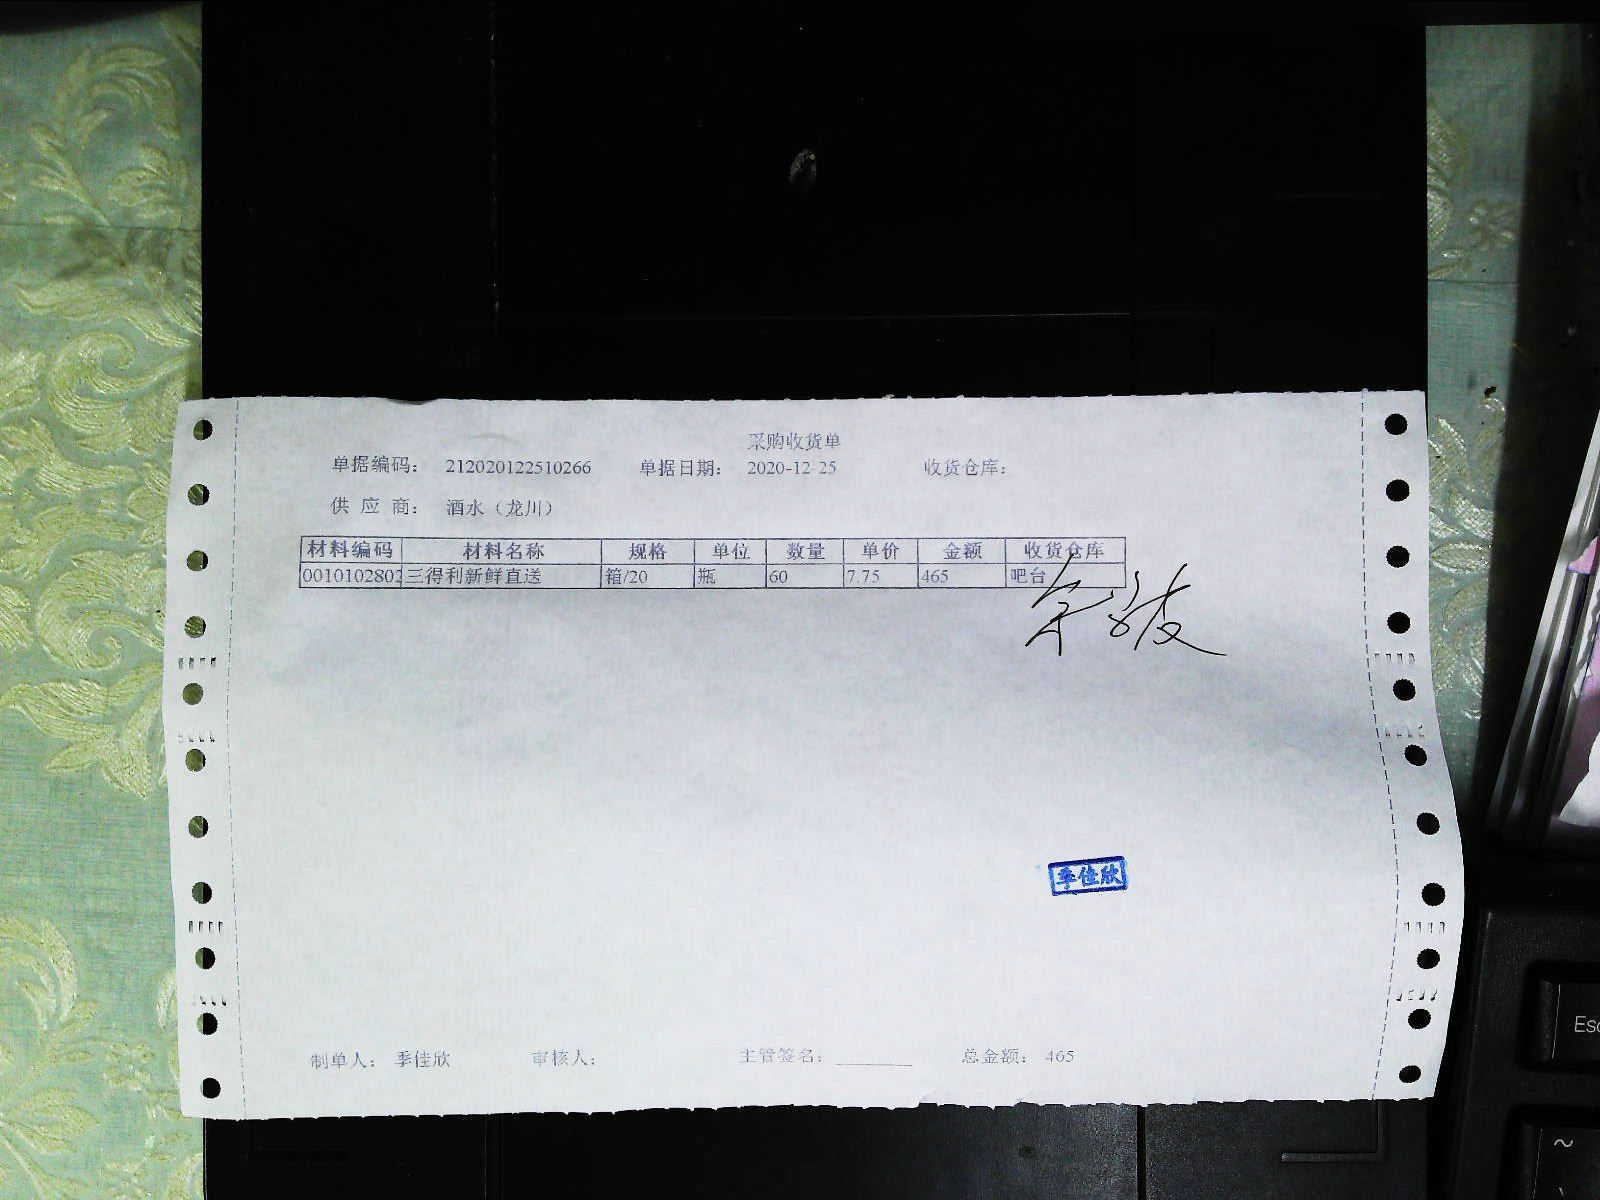 采购收货单
单据编码： 212020122510266 单据日期： 2020-12-25 收货仓库：
供 应 商： 酒水（龙川）
材料编码 材料名称 规格 单位 数量 单价 金额 收货仓库
0010102802 三得利新鲜直送 箱/20 瓶 60 7.75 465 吧台
季佳欣
制单人： 季佳欣 审核人： 主管签名： ________ 总金额： 465
Esc
~